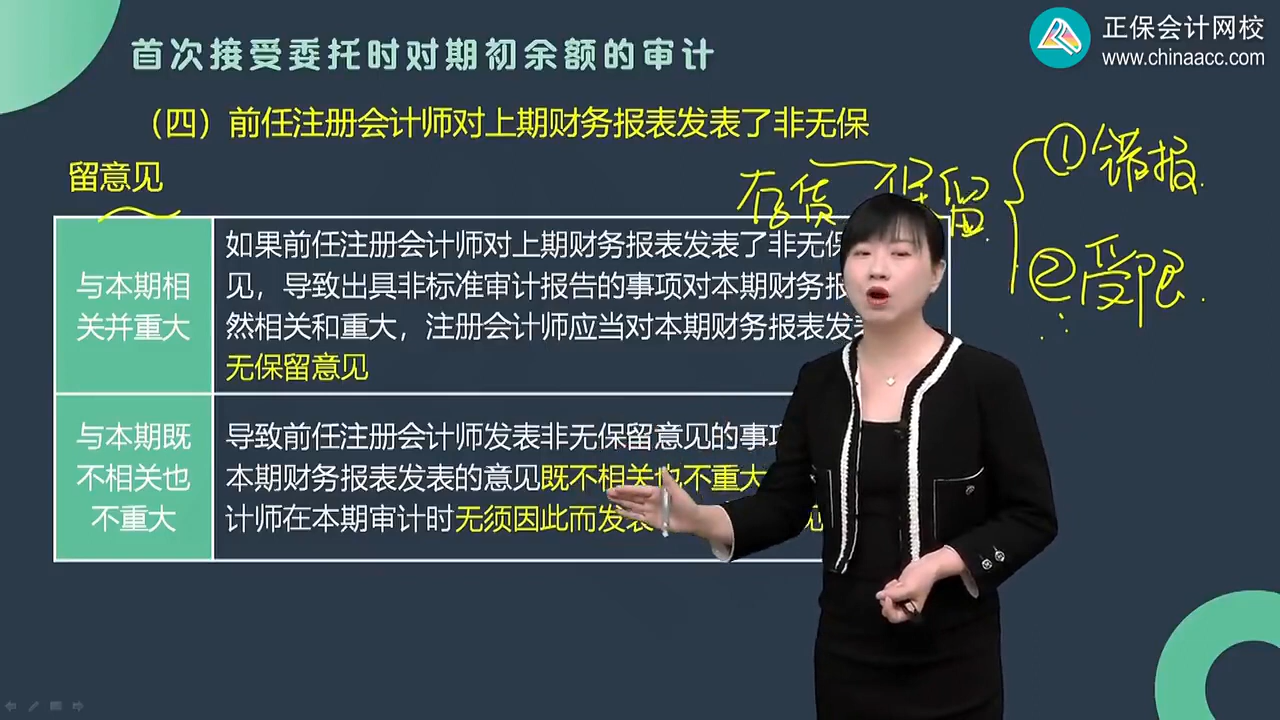 首次接受委托时对期初余额的审计
正保会计网校
www.chinaacc.com
（四）前任注册会计师对上期财务报表发表了非无保
留意见
存货 保留
①错报
②受限
与本期相
关并重大
如果前任注册会计师对上期财务报表发表了非无保
见，导致出具非标准审计报告的事项对本期财务报
然相关和重大，注册会计师应当对本期财务报表发表
无保留意见
与本期既
不相关也
不重大
导致前任注册会计师发表非无保留意见的事项
本期财务报表发表的意见既不相关也不重大
计师在本期审计时无须因此而发表 见